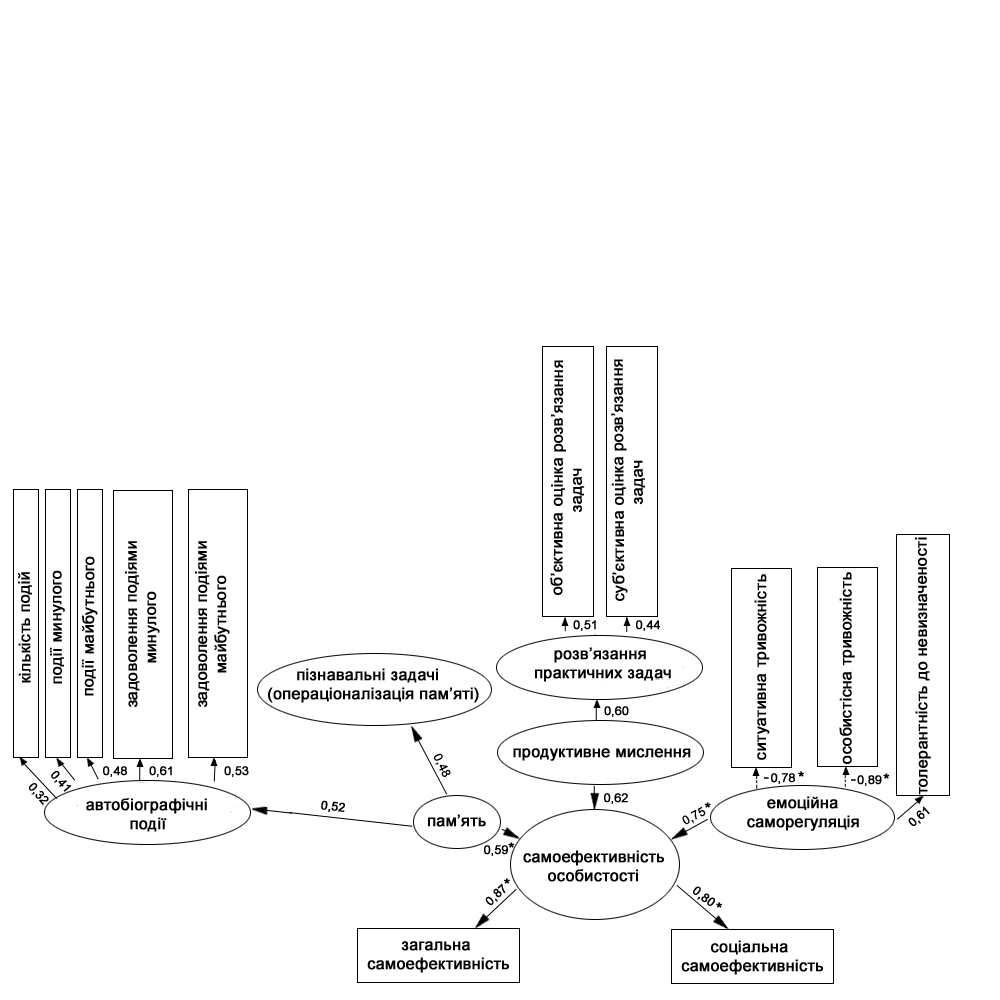 об’єктивна оцінка розв’язання
задач
суб’єктивна оцінка розв’язання
задач
0,51
0,44
розв’язання
практичних задач
0,60
продуктивне мислення
0,62
кількість подій
події минулого
події майбутнього
задоволення подіями
минулого
задоволення подіями
майбутнього
0,32
0,41
0,48
0,61
0,53
автобіографічні
події
0,52
пізнавальні задачі
(операціоналізація пам’яті)
0,48
пам’ять
0,59*
ситуативна тривожність
особистісна тривожність
толерантність до невизначеності
-0,78 *
-0,89*
0,61
емоційна
саморегуляція
0,75*
самоефективність
особистості
0,87*
0,80*
загальна
самоефективність
соціальна
самоефективність